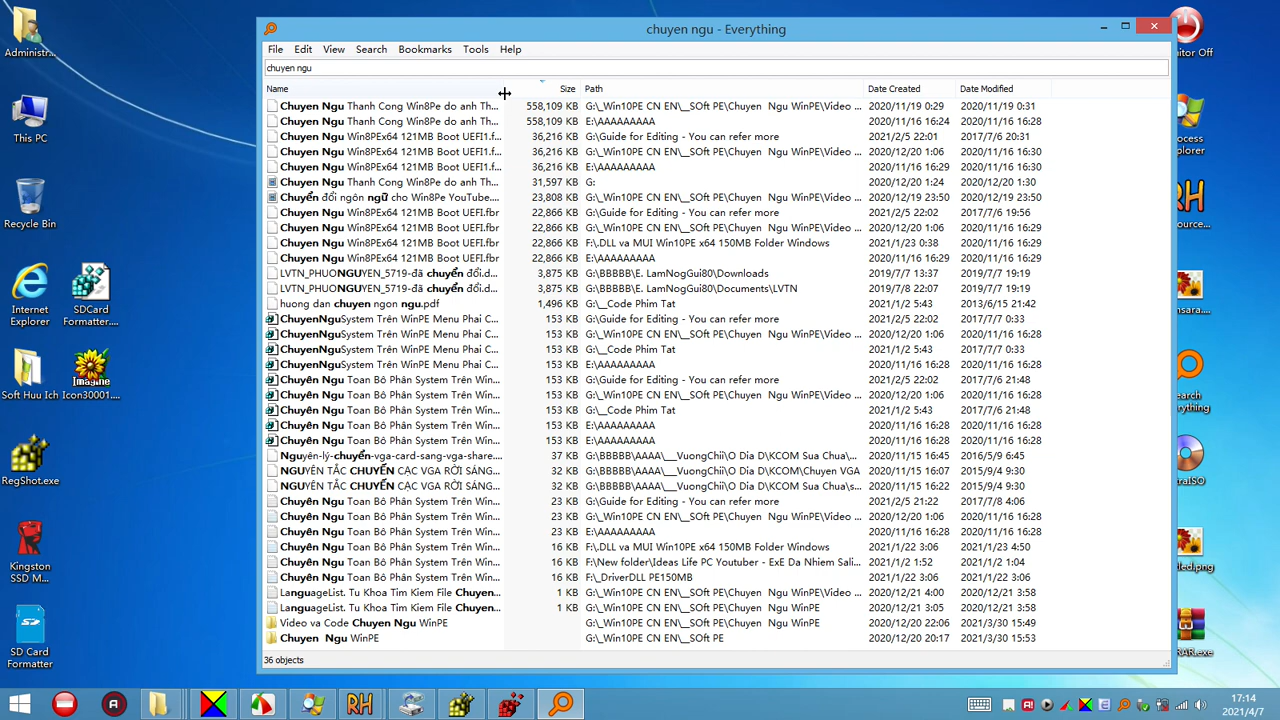 chuyen ngu - Everything
File Edit View Search Bookmarks Tools Help
chuyen ngu
Name Size Path Date Created Date Modified
Chuyen Ngu Thanh Cong Win8Pe do anh Th... 558,109 KB G:\_Win10PE CN EN\__SOft PE\Chuyen  Ngu WinPE\Video ... 2020/11/19 0:29 2020/11/19 0:31
Chuyen Ngu Thanh Cong Win8Pe do anh Th... 558,109 KB E:\AAAAAAAAA 2020/11/16 16:24 2020/11/16 16:28
Chuyen Ngu Win8PEx64 121MB Boot UEFI1.f... 36,216 KB G:\Guide for Editing - You can refer more 2021/2/5 22:01 2017/7/6 20:31
Chuyen Ngu Win8PEx64 121MB Boot UEFI1.f... 36,216 KB G:\_Win10PE CN EN\__SOft PE\Chuyen  Ngu WinPE\Video ... 2020/12/20 1:06 2020/11/16 16:30
Chuyen Ngu Win8PEx64 121MB Boot UEFI1.f... 36,216 KB E:\AAAAAAAAA 2020/11/16 16:29 2020/11/16 16:30
Chuyen Ngu Thanh Cong Win8Pe do anh Th... 31,597 KB G: 2020/12/20 1:24 2020/12/20 1:30
Chuyển đổi ngôn ngữ cho Win8Pe YouTube.... 23,808 KB G:\_Win10PE CN EN\__SOft PE\Chuyen  Ngu WinPE\Video ... 2020/12/19 23:50 2020/12/19 23:50
Chuyen Ngu Win8PEx64 121MB Boot UEFI.fbr 22,866 KB G:\Guide for Editing - You can refer more 2021/2/5 22:02 2017/7/6 19:56
Chuyen Ngu Win8PEx64 121MB Boot UEFI.fbr 22,866 KB G:\_Win10PE CN EN\__SOft PE\Chuyen  Ngu WinPE\Video ... 2020/12/20 1:06 2020/11/16 16:29
Chuyen Ngu Win8PEx64 121MB Boot UEFI.fbr 22,866 KB F:\.DLL va MUI Win10PE x64 150MB Folder Windows 2021/1/23 0:38 2020/11/16 16:29
Chuyen Ngu Win8PEx64 121MB Boot UEFI.fbr 22,866 KB E:\AAAAAAAAA 2020/11/16 16:29 2020/11/16 16:29
LVTN_PHUONGUYEN_5719-đã chuyển đổi.d... 3,875 KB G:\BBBBB\E. LamNogGui80\Downloads 2019/7/7 13:37 2019/7/7 19:19
LVTN_PHUONGUYEN_5719-đã chuyển đổi.d... 3,875 KB G:\BBBBB\E. LamNogGui80\Documents\LVTN 2019/7/8 22:07 2019/7/7 19:19
huong dan chuyen ngon ngu.pdf 1,496 KB G:\__Code Phim Tat 2021/1/2 5:43 2013/6/15 21:42
ChuyenNguSystem Trên WinPE Menu Phai C... 153 KB G:\Guide for Editing - You can refer more 2021/2/5 22:02 2017/7/7 0:33
ChuyenNguSystem Trên WinPE Menu Phai C... 153 KB G:\_Win10PE CN EN\__SOft PE\Chuyen  Ngu WinPE\Video ... 2020/12/20 1:06 2020/11/16 16:28
ChuyenNguSystem Trên WinPE Menu Phai C... 153 KB G:\__Code Phim Tat 2021/1/2 5:43 2017/7/7 0:33
ChuyenNguSystem Trên WinPE Menu Phai C... 153 KB E:\AAAAAAAAA 2020/11/16 16:28 2020/11/16 16:28
Chuyên Ngu Toan Bô Phân System Trên Win... 153 KB G:\Guide for Editing - You can refer more 2021/2/5 22:02 2017/7/6 21:48
Chuyên Ngu Toan Bô Phân System Trên Win... 153 KB G:\_Win10PE CN EN\__SOft PE\Chuyen  Ngu WinPE\Video ... 2020/12/20 1:06 2020/11/16 16:28
Chuyên Ngu Toan Bô Phân System Trên Win... 153 KB G:\__Code Phim Tat 2021/1/2 5:43 2017/7/6 21:48
Chuyên Ngu Toan Bô Phân System Trên Win... 153 KB E:\AAAAAAAAA 2020/11/16 16:28 2020/11/16 16:28
Chuyên Ngu Toan Bô Phân System Trên Win... 153 KB E:\AAAAAAAAA 2020/11/16 16:28 2020/11/16 16:28
Nguyên-lý-chuyển-vga-card-sang-vga-share... 37 KB G:\BBBBB\AAAA\___VuongChii\O Dia D\KCOM Sua Chua\... 2020/11/15 16:45 2016/5/9 6:45
NGUYÊN TẮC CHUYỂN CẠC VGA RỜI SANG... 32 KB G:\BBBBB\AAAA\___VuongChii\O Dia D\KCOM\Chuyen VGA 2020/11/15 16:07 2015/9/4 9:30
NGUYÊN TẮC CHUYỂN CẠC VGA RỜI SANG... 32 KB G:\BBBBB\AAAA\___VuongChii\O Dia D\KCOM Sua Chua\s... 2020/11/15 16:48 2015/9/4 9:30
Chuyên Ngu Toan Bô Phân System Trên Win... 23 KB G:\Guide for Editing - You can refer more 2021/2/5 21:22 2017/7/8 4:06
Chuyên Ngu Toan Bô Phân System Trên Win... 23 KB G:\_Win10PE CN EN\__SOft PE\Chuyen  Ngu WinPE\Video ... 2020/12/20 1:06 2020/11/16 16:28
Chuyên Ngu Toan Bô Phân System Trên Win... 23 KB E:\AAAAAAAAA 2020/11/16 16:28 2020/11/16 16:28
Chuyên Ngu Toan Bô Phân System Trên Win... 16 KB F:\.DLL va MUI Win10PE x64 150MB Folder Windows 2021/1/22 3:06 2021/1/23 4:50
Chuyên Ngu Toan Bô Phân System Trên Win... 16 KB F:\New folder\Ideas Life PC Youtuber - ExE Da Nhiem Sali... 2021/1/2 1:52 2021/1/2 1:04
Chuyên Ngu Toan Bô Phân System Trên Win... 16 KB F:\_DriverDLL PE150MB 2021/1/22 3:06 2021/1/22 3:06
LanguageList. Tu Khoa Tim Kiem FIle Chuyen... 1 KB G:\_Win10PE CN EN\__SOft PE\Chuyen  Ngu WinPE 2020/12/21 4:00 2020/12/21 3:58
LanguageList. Tu Khoa Tim Kiem FIle Chuyen... 1 KB G:\_Win10PE CN EN\__SOft PE\Chuyen  Ngu WinPE 2020/12/21 3:05 2020/12/21 3:58
Video va Code Chuyen Ngu WinPE G:\_Win10PE CN EN\__SOft PE\Chuyen  Ngu WinPE 2020/12/20 22:06 2021/3/30 15:49
Chuyen  Ngu WinPE G:\_Win10PE CN EN\__SOft PE 2020/12/20 20:17 2021/3/30 15:53
36 objects
Administr...
This PC
Recycle Bin
Internet
Explorer
SDCard
Formatter....
Soft Huu Ich
Imagine
Icon30001....
RegShot.exe
Kingston
SSD M...
SD Card
Formatter
itor Off
ocess
plorer
RH
source...
ansara...
earch
erything
traISO
tled.png
RAR.exe
RH
17:14
2021/4/7